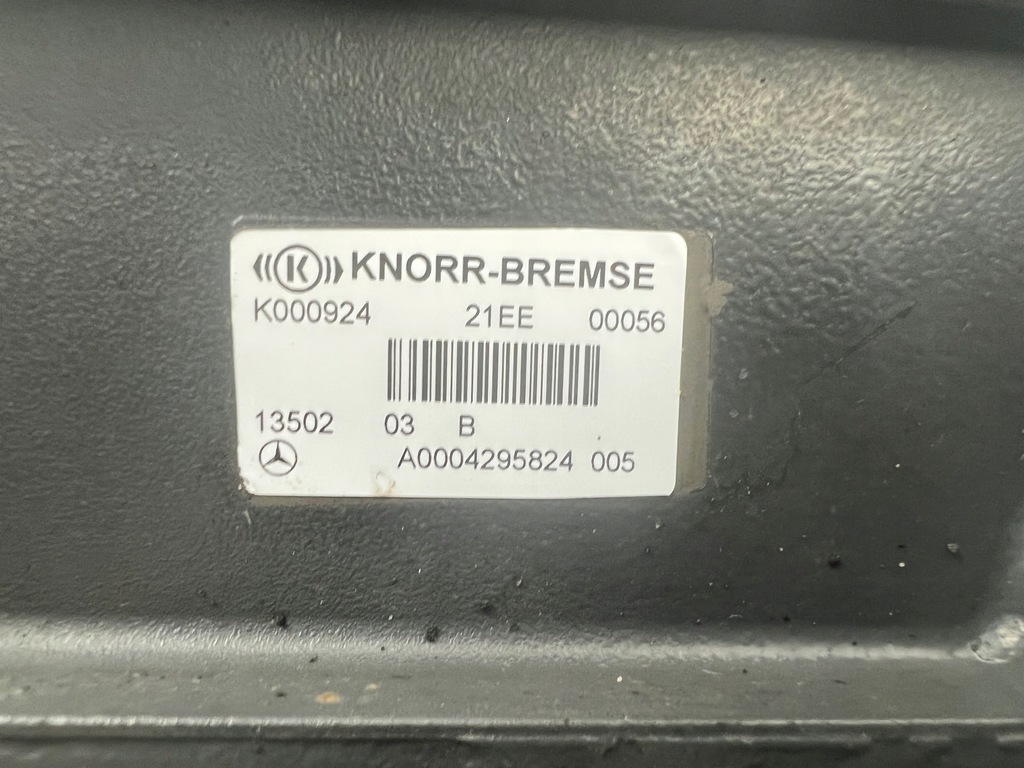 K KNORR-BREMSE
K000924 21EE 00056
13502 03 B
A0004295824 005